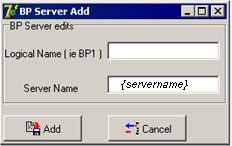 BP Server Add
BP Server edits
Logical Name ( ie BP1 )
Server Name {servername}
Add Cancel